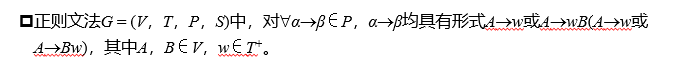 正则文法G = (V, T, P, S)中，对∀α→β∈P，α→β均具有形式A→w或A→wB(A→w或
A→Bw)，其中A，B∈V，w∈T⁺。